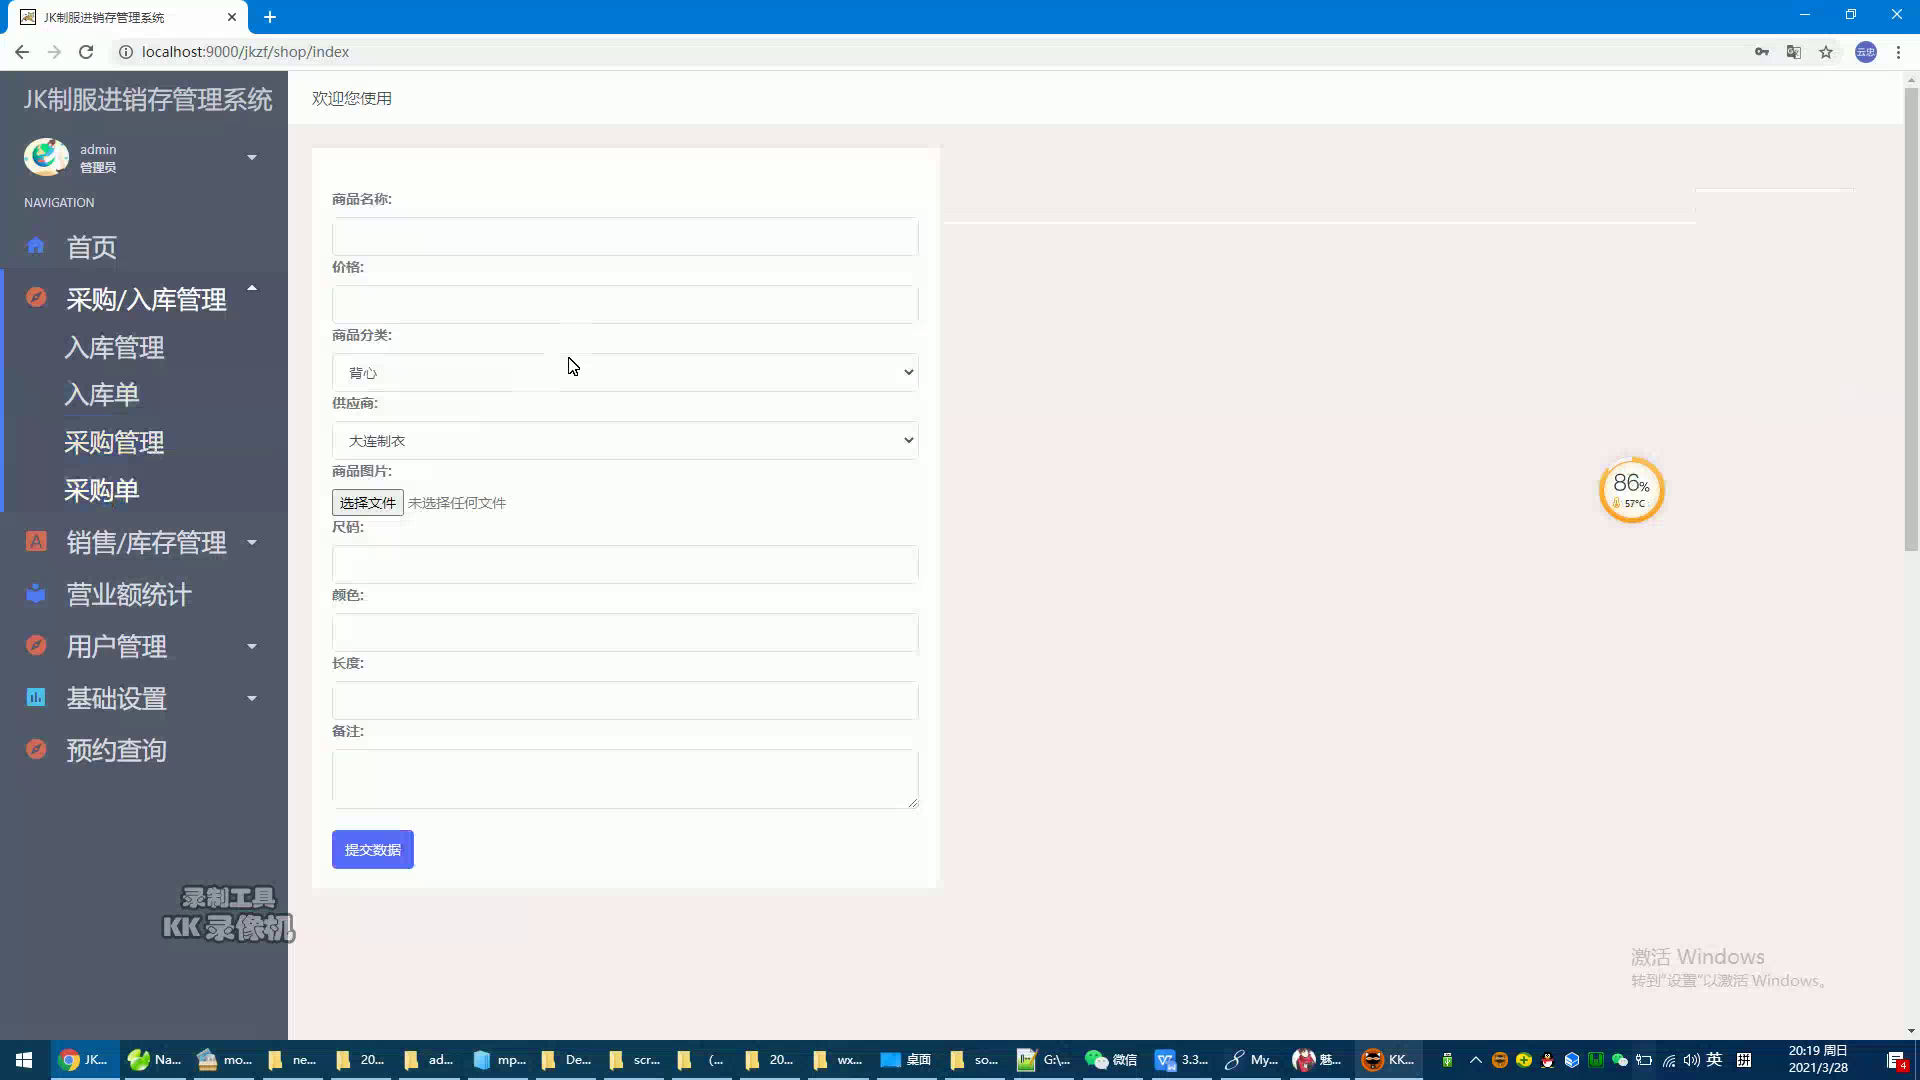 JK制服进销存管理系统
localhost:9000/jkzf/shop/index
云忠
JK制服进销存管理系统
欢迎您使用
admin
管理员
NAVIGATION
首页
采购/入库管理
入库管理
入库单
采购管理
采购单
销售/库存管理
营业额统计
用户管理
基础设置
预约查询
商品名称:
价格:
商品分类:
背心
供应商:
大连制衣
商品图片:
选择文件 未选择任何文件
尺码:
颜色:
长度:
备注:
提交数据
86%
57°C
录制工具
KK 录像机
激活 Windows
转到"设置"以激活 Windows。
JK... Na... mo... ne... 20... ad... mp... De... scr... (... 20... wx... 桌面 so... G:\... 微信 3.3... My... 魅... KK... 英 拼
20:19 周日
2021/3/28
4